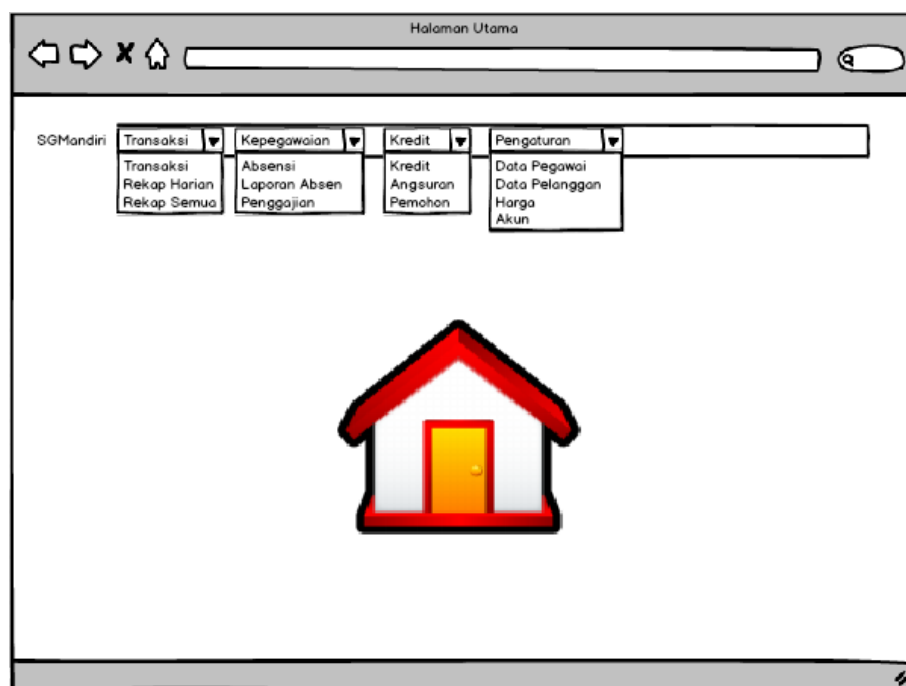 Halaman Utama
SGMandiri Transaksi Kepegawaian Kredit Pengaturan
Transaksi Absensi Kredit Data Pegawai
Rekap Harian Laporan Absen Angsuran Data Pelanggan
Rekap Semua Penggajian Pemohon Harga
Akun